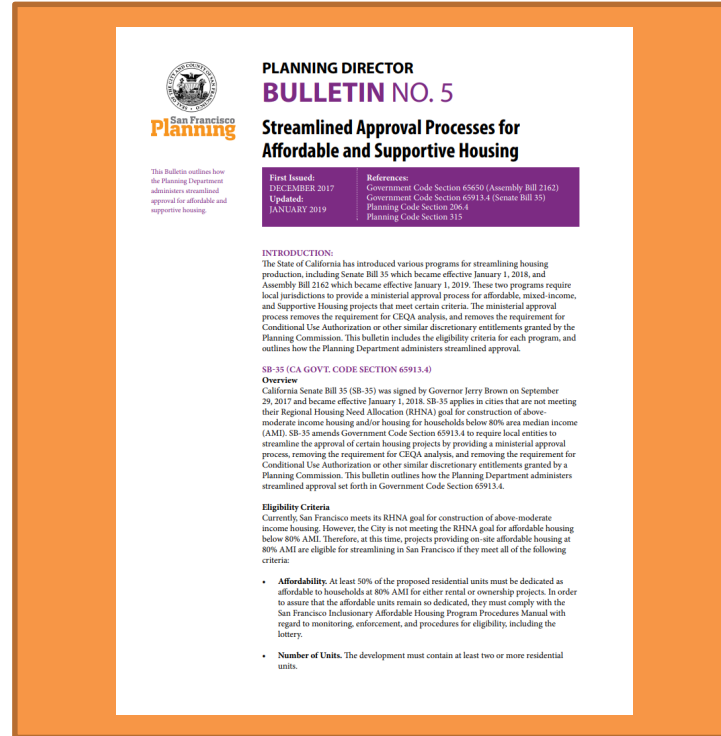 PLANNING DIRECTOR
BULLETIN NO. 5
San Francisco
Planning
Streamlined Approval Processes for
Affordable and Supportive Housing
This Bulletin outlines how
the Planning Department
administers streamlined
approval for affordable and
supportive housing.
First Issued:
DECEMBER 2017
Updated:
JANUARY 2019
References:
Government Code Section 65650 (Assembly Bill 2162)
Government Code Section 65913.4 (Senate Bill 35)
Planning Code Section 206.4
Planning Code Section 315
INTRODUCTION:
The State of California has introduced various programs for streamlining housing
production, including Senate Bill 35 which became effective January 1, 2018, and
Assembly Bill 2162 which became effective January 1, 2019. These two programs require
local jurisdictions to provide a ministerial approval process for affordable, mixed-income,
and Supportive Housing projects that meet certain criteria. The ministerial approval
process removes the requirement for CEQA analysis, and removes the requirement for
Conditional Use Authorization or other similar discretionary entitlements granted by the
Planning Commission. This bulletin includes the eligibility criteria for each program, and
outlines how the Planning Department administers streamlined approval.
SB-35 (CA GOVT. CODE SECTION 65913.4)
Overview
California Senate Bill 35 (SB-35) was signed by Governor Jerry Brown on September
29, 2017 and became effective January 1, 2018. SB-35 applies in cities that are not meeting
their Regional Housing Need Allocation (RHNA) goal for construction of above-
moderate income housing and/or housing for households below 80% area median income
(AMI). SB-35 amends Government Code Section 65913.4 to require local entities to
streamline the approval of certain housing projects by providing a ministerial approval
process, removing the requirement for CEQA analysis, and removing the requirement for
Conditional Use Authorization or other similar discretionary entitlements granted by a
Planning Commission. This bulletin outlines how the Planning Department administers
streamlined approval set forth in Government Code Section 65913.4.
Eligibility Criteria
Currently, San Francisco meets its RHNA goal for construction of above-moderate
income housing. However, the City is not meeting the RHNA goal for affordable housing
below 80% AMI. Therefore, at this time, projects providing on-site affordable housing at
80% AMI are eligible for streamlining in San Francisco if they meet all of the following
criteria:
• Affordability. At least 50% of the proposed residential units must be dedicated as
affordable to households at 80% AMI for either rental or ownership projects. In order
to assure that the affordable units remain so dedicated, they must comply with the
San Francisco Inclusionary Affordable Housing Program Procedures Manual with
regard to monitoring, enforcement, and procedures for eligibility, including the
lottery.
• Number of Units. The development must contain at least two or more residential
units.